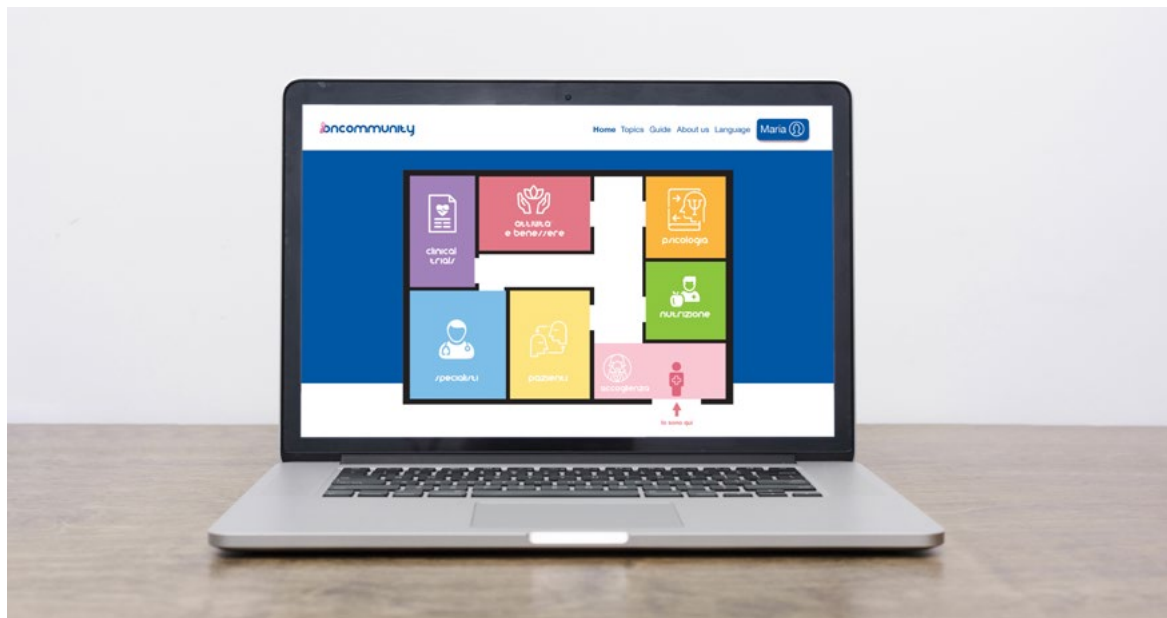 oncommunity
Home Topics Guide About us Language Maria
clinical
trials
attività
e benessere
psicologia
nutrizione
specialisti
pazienti
accoglienza
Io sono qui